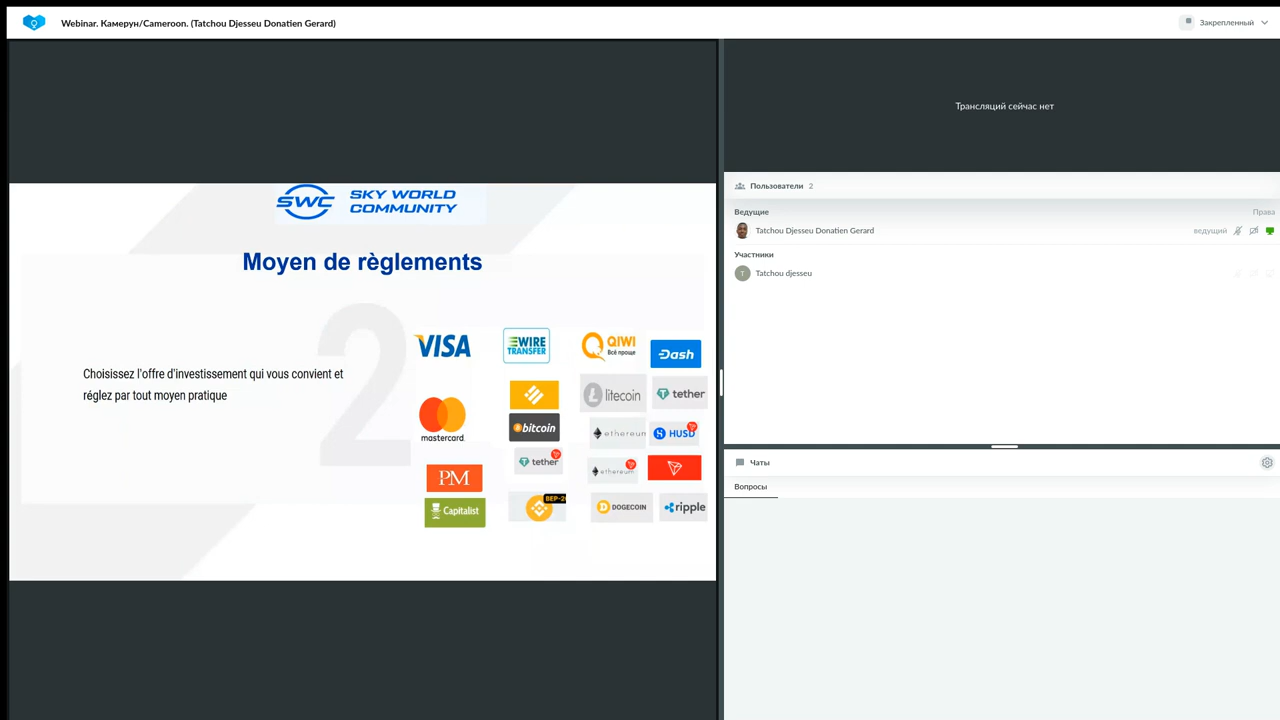 Webinar. Камерун/Cameroon. (Tatchou Djesseu Donatien Gerard)
Закрепленный
SWC SKY WORLD
COMMUNITY
Moyen de règlements
2
Choisissez l'offre d'investissement qui vous convient et
réglez par tout moyen pratique
VISA
WIRE
TRANSFER
QIWI
Всё проще
Dash
mastercard.
litecoin
tether
bitcoin
ethereun
HUSD
PM
tether
ethereum
Capitalist
BEP-2
DOGECOIN
ripple
Трансляций сейчас нет
Пользователи 2
Ведущие
Права
Tatchou Djesseu Donatien Gerard
ведущий
Участники
T
Tatchou djesseu
Чаты
Вопросы